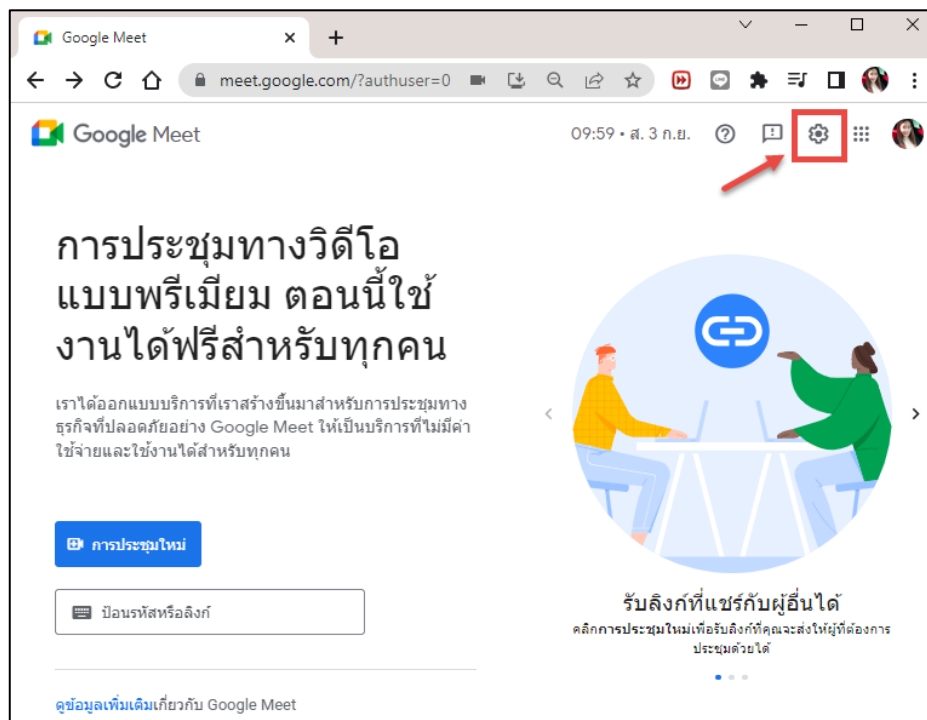 Google Meet
meet.google.com/?authuser=0
Google Meet
09:59 • ส. 3 ก.ย.
การประชุมทางวิดีโอ
แบบพรีเมียม ตอนนี้ใช้
งานได้ฟรีสำหรับทุกคน
เราได้ออกแบบบริการที่เราสร้างขึ้นมาสำหรับการประชุมทาง
ธุรกิจที่ปลอดภัยอย่าง Google Meet ให้เป็นบริการที่ไม่มีค่า
ใช้จ่ายและใช้งานได้สำหรับทุกคน
การประชุมใหม่
ป้อนรหัสหรือลิงก์
ดูข้อมูลเพิ่มเติมเกี่ยวกับ Google Meet
รับลิงก์ที่แชร์กับผู้อื่นได้
คลิกการประชุมใหม่เพื่อรับลิงก์ที่คุณจะส่งให้ผู้ที่ต้องการ
ประชุมด้วยได้